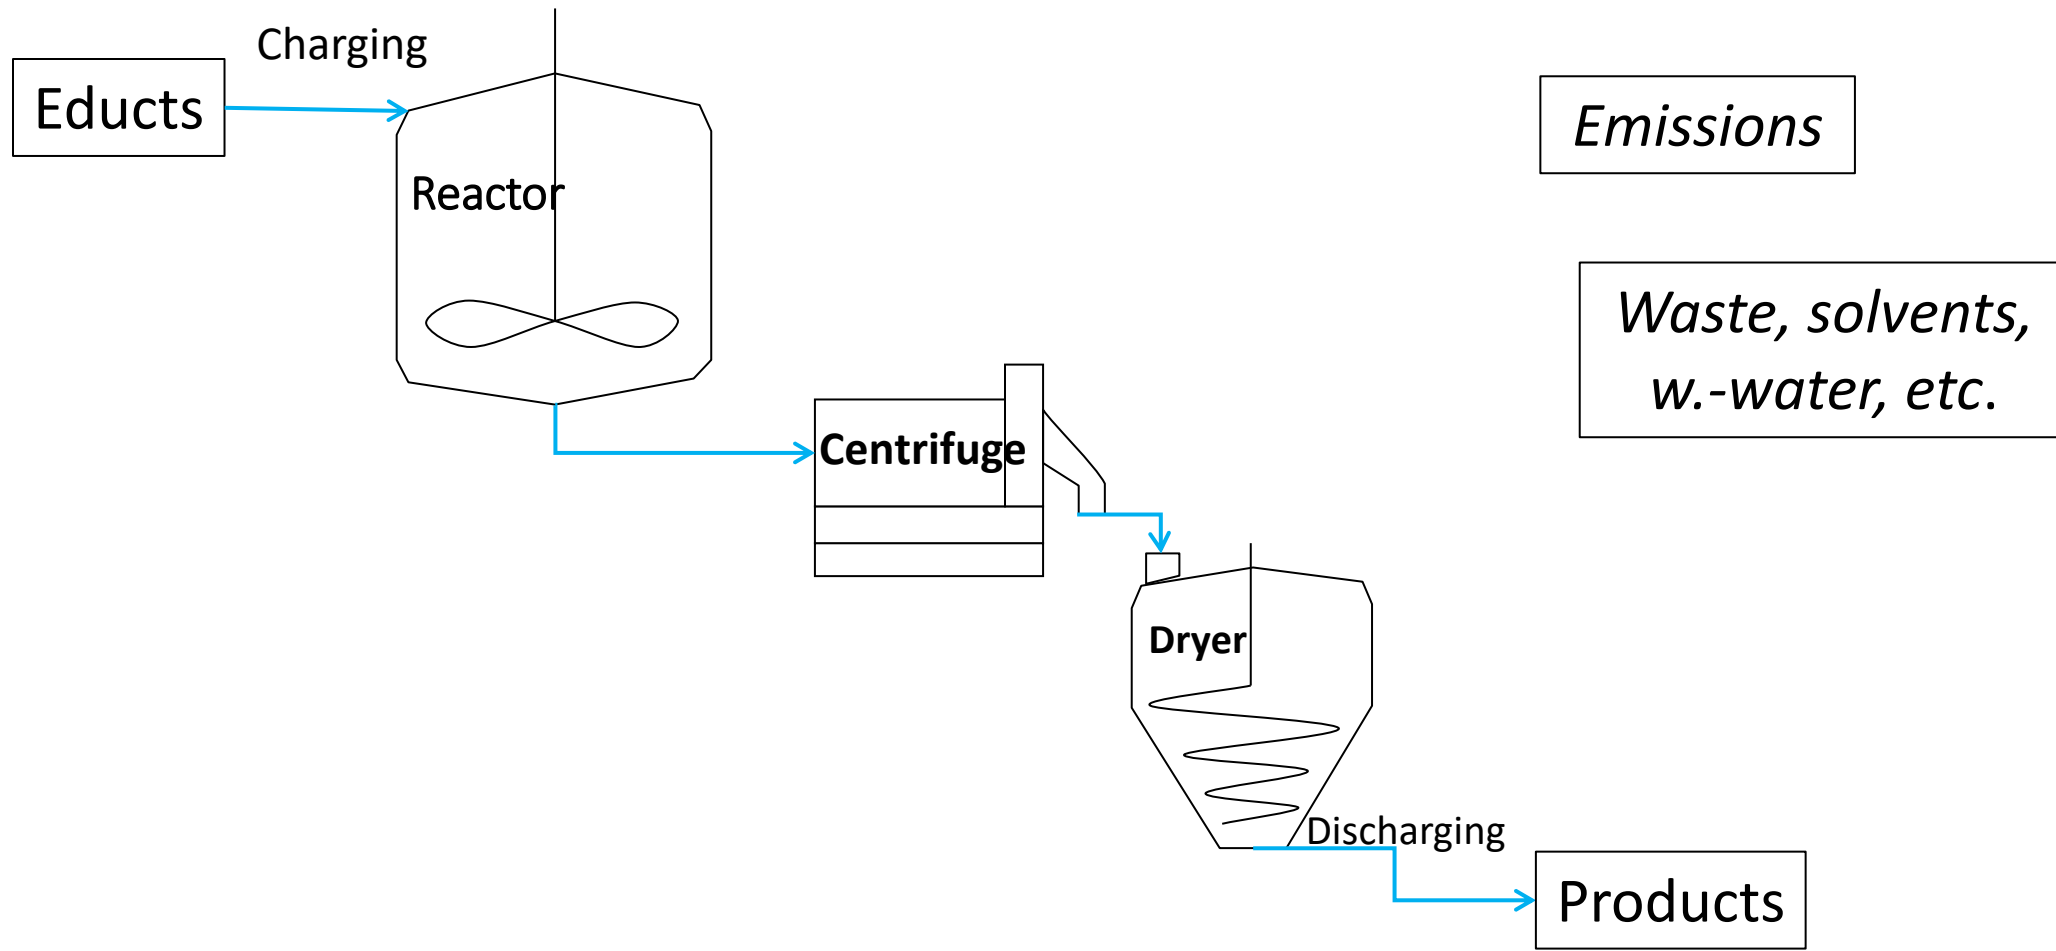 Charging
Educts
Emissions
Reactor
Waste, solvents,
w.-water, etc.
Centrifuge
Dryer
Discharging
Products